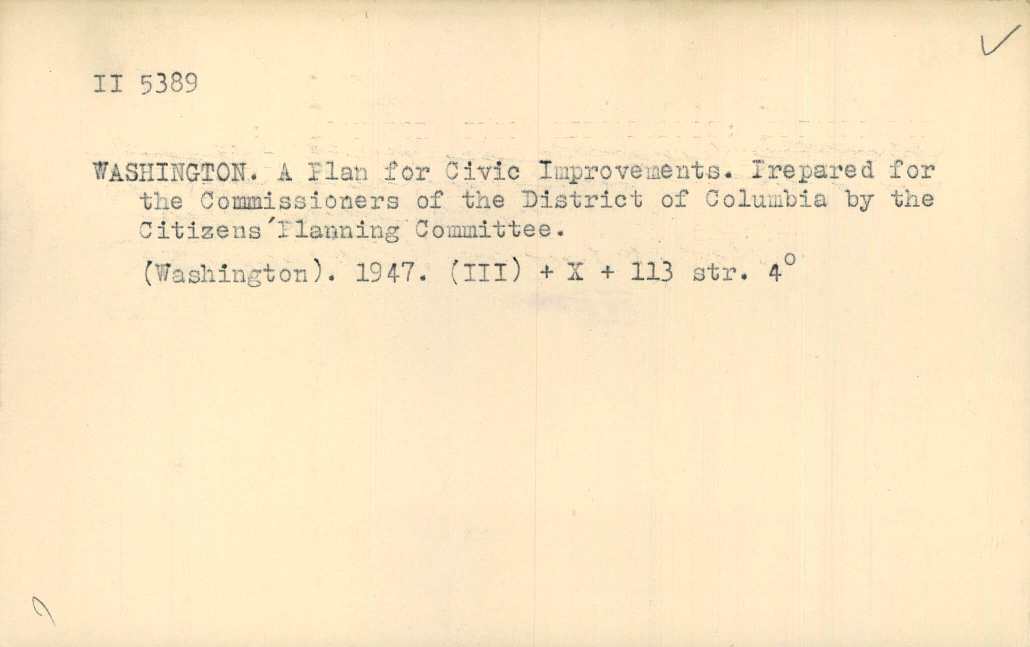 II 5389
WASHINGTON. A Plan for Civic Improvements. Prepared for
the Commissioners of the District of Columbia by the
Citizens´Planning Committee.
(Washington). 1947. (III) + X + 113 str. 4°